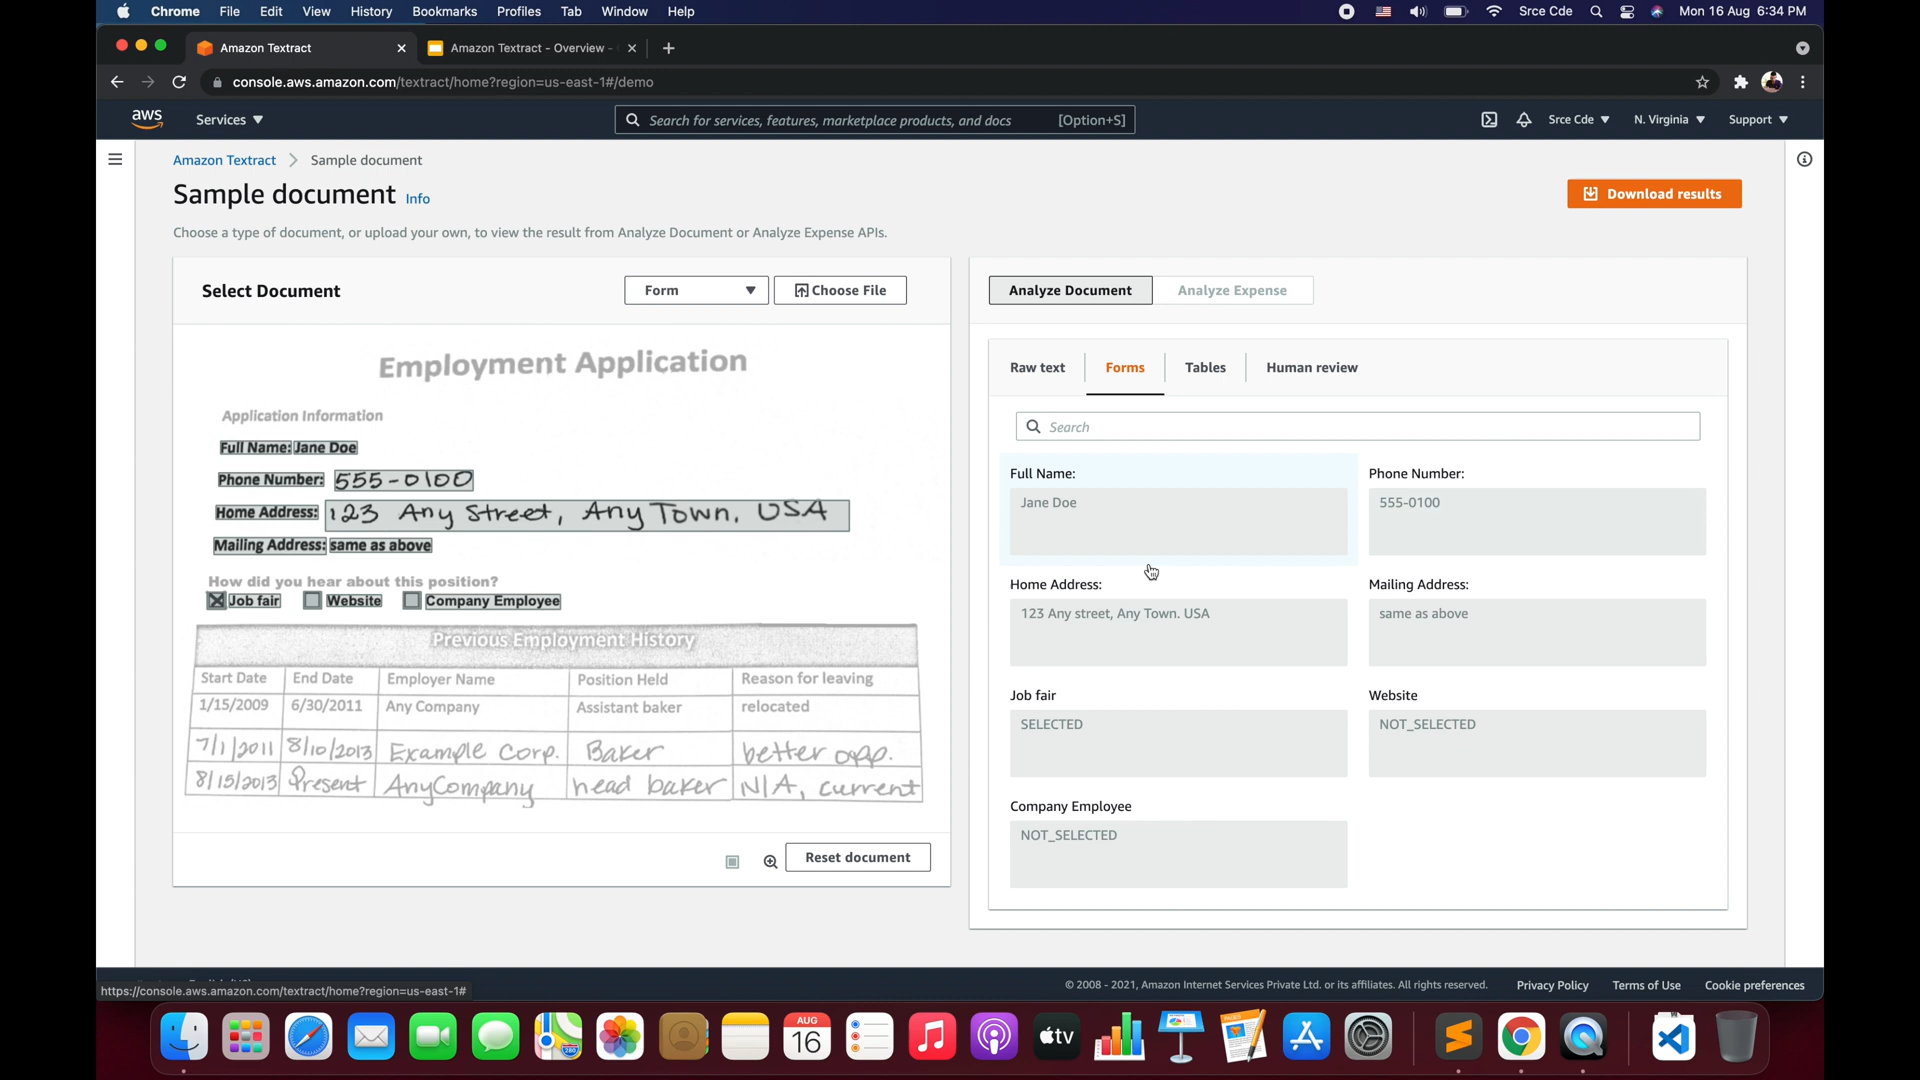 Chrome File Edit View History Bookmarks Profiles Tab Window Help Srce Cde Mon 16 Aug 6:34 PM
Amazon Textract Amazon Textract - Overview -
console.aws.amazon.com/textract/home?region=us-east-1#/demo
aws Services Search for services, features, marketplace products, and docs [Option+S] Srce Cde N. Virginia Support
Amazon Textract Sample document
Sample document Info
Download results
Choose a type of document, or upload your own, to view the result from Analyze Document or Analyze Expense APIs.
Select Document Form Choose File
Analyze Document Analyze Expense
Employment Application
Application Information
Full Name: Jane Doe
Phone Number: 555-0100
Home Address: 123 Any Street, Any Town. USA
Mailing Address: same as above
How did you hear about this position?
Job fair Website Company Employee
Previous Employment History
Start Date End Date Employer Name Position Held Reason for leaving
1/15/2009 6/30/2011 Any Company Assistant baker relocated
7/1/2011 8/10/2013 Example Corp. Baker better opp.
8/15/2013 Present AnyCompany head baker N/A, current
Reset document
Raw text Forms Tables Human review
Search
Full Name: Phone Number:
Jane Doe 555-0100
Home Address: Mailing Address:
123 Any street, Any Town. USA same as above
Job fair Website
SELECTED NOT_SELECTED
Company Employee
NOT_SELECTED
https://console.aws.amazon.com/textract/home?region=us-east-1#
© 2008 - 2021, Amazon Internet Services Private Ltd. or its affiliates. All rights reserved. Privacy Policy Terms of Use Cookie preferences
AUG
16
tv
280